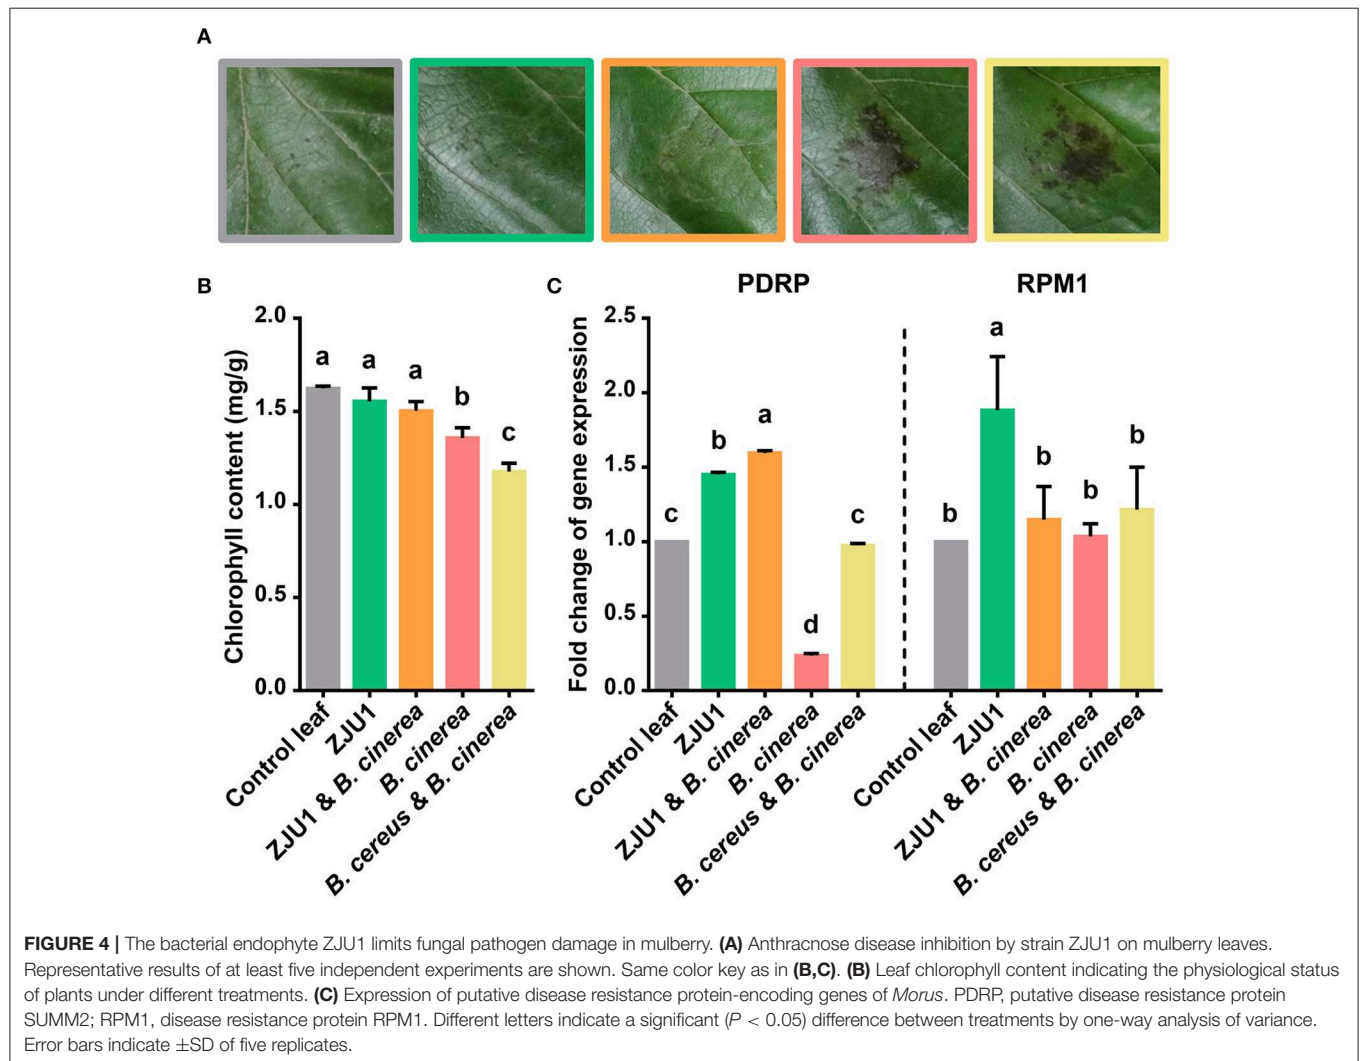 A
B
C
PDRP
RPM1
Chlorophyll content (mg/g)
2.0
1.5
1.0
0.5
0.0
a
a
a
b
c
Control leaf
ZJU1
ZJU1 & B. cinerea
B. cinerea
B. cereus & B. cinerea
Fold change of gene expression
2.5
2.0
1.5
1.0
0.5
0.0
c
b
a
d
c
b
a
b
b
b
Control leaf
ZJU1
ZJU1 & B. cinerea
B. cinerea
B. cereus & B. cinerea
Control leaf
ZJU1
ZJU1 & B. cinerea
B. cinerea
B. cereus & B. cinerea
FIGURE 4 | The bacterial endophyte ZJU1 limits fungal pathogen damage in mulberry. (A) Anthracnose disease inhibition by strain ZJU1 on mulberry leaves.
Representative results of at least five independent experiments are shown. Same color key as in (B,C). (B) Leaf chlorophyll content indicating the physiological status
of plants under different treatments. (C) Expression of putative disease resistance protein-encoding genes of Morus. PDRP, putative disease resistance protein
SUMM2; RPM1, disease resistance protein RPM1. Different letters indicate a significant (P < 0.05) difference between treatments by one-way analysis of variance.
Error bars indicate ±SD of five replicates.